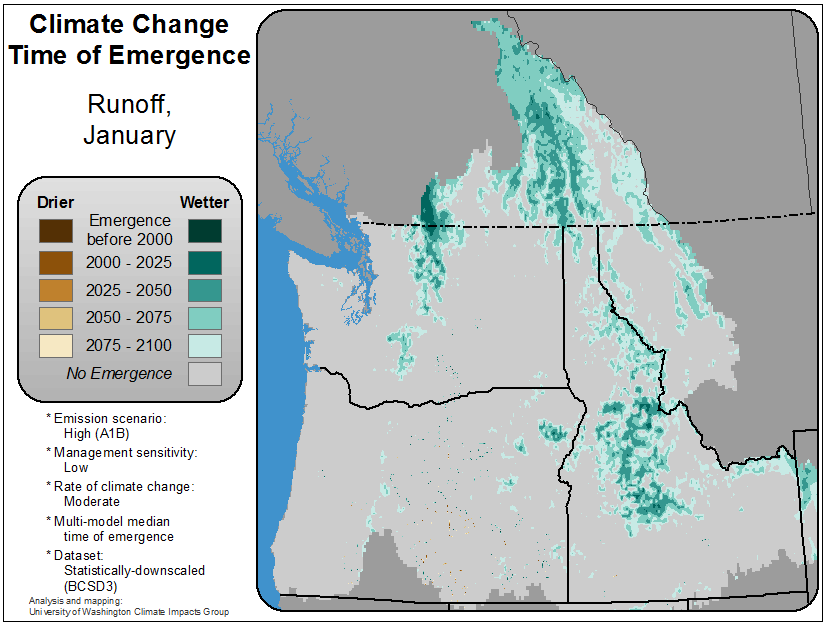 Climate Change
Time of Emergence
Runoff,
January
Drier
Wetter
Emergence
before 2000
2000 - 2025
2025 - 2050
2050 - 2075
2075 - 2100
No Emergence
* Emission scenario:
High (A1B)
* Management sensitivity:
Low
* Rate of climate change:
Moderate
* Multi-model median
time of emergence
* Dataset:
Statistically-downscaled
(BCSD3)
Analysis and mapping:
University of Washington Climate Impacts Group